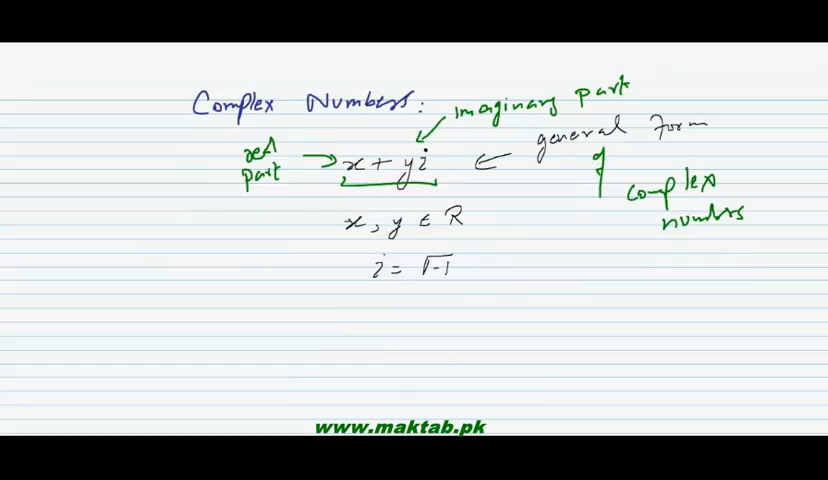 Complex Numbers:
imaginary part
general Form
of
complex
numbers
real
part
x + yi
x, y ∈ R
i = √-1
www.maktab.pk